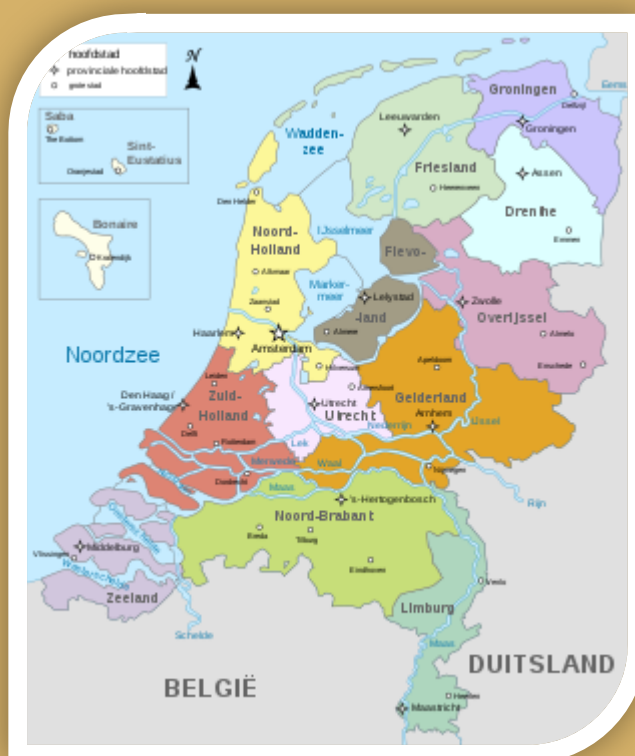 hoofdstad
provinciale hoofdstad
grote stad
N
Saba
The Bottom
Sint-
Eustatius
Oranjestad
Bonaire
Kralendijk
Wadden-
zee
Groningen
Delfzijl
Eems
Leeuwarden
Groningen
Friesland
Heerenveen
Assen
Drenthe
Emmen
Den Helder
Noord-
Holland
IJsselmeer
Flevo-
Alkmaar
Marker-
meer
Zaanstad
Lelystad
Zwolle
-land
Overijssel
Haarlem
Almere
Almelo
Amsterdam
Noordzee
Hilversum
Apeldoorn
Enschede
Leiden
Amersfoort
Den Haag /
's-Gravenhage
Zuid-
Holland
Utrecht
Utrecht
Gelderland
Arnhem
IJssel
Delft
Rotterdam
Nederrijn
Lek
Merwede
Waal
Nijmegen
Dordrecht
Maas
Rijn
's-Hertogenbosch
Noord-Brabant
Breda
Tilburg
Oosterschelde
Middelburg
Vlissingen
Westerschelde
Eindhoven
Zeeland
Venlo
Limburg
Schelde
Maas
DUITSLAND
BELGIË
Heerlen
Maastricht